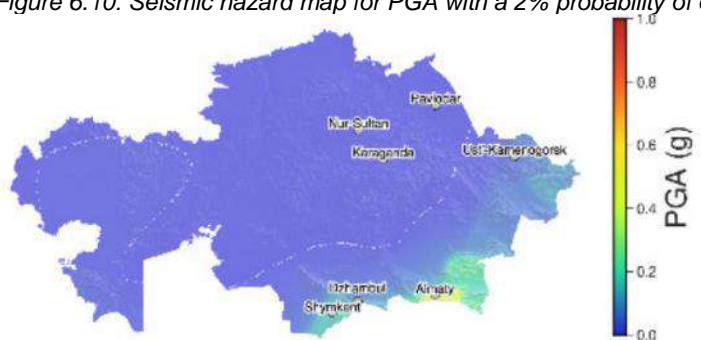 Figure 6.10. Seismic hazard map for PGA with a 2% probability of
1.0
Pavlodar
0.8
Nur-Sultan
Karaganda
Ust'-Kamenogorsk
0.6
PGA (g)
0.4
0.2
Dzhambul
Almaty
Shymkent
0.0